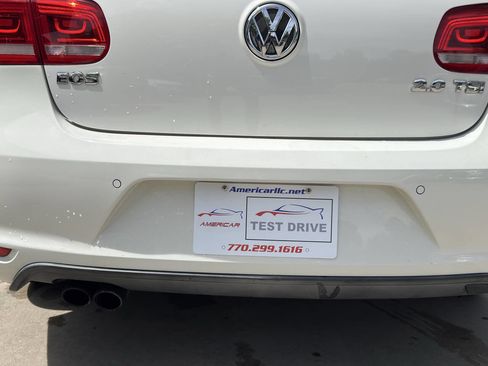 EOS
2.0 TSI
Americarllc.net
AMERICAR
TEST DRIVE
770.299.1616